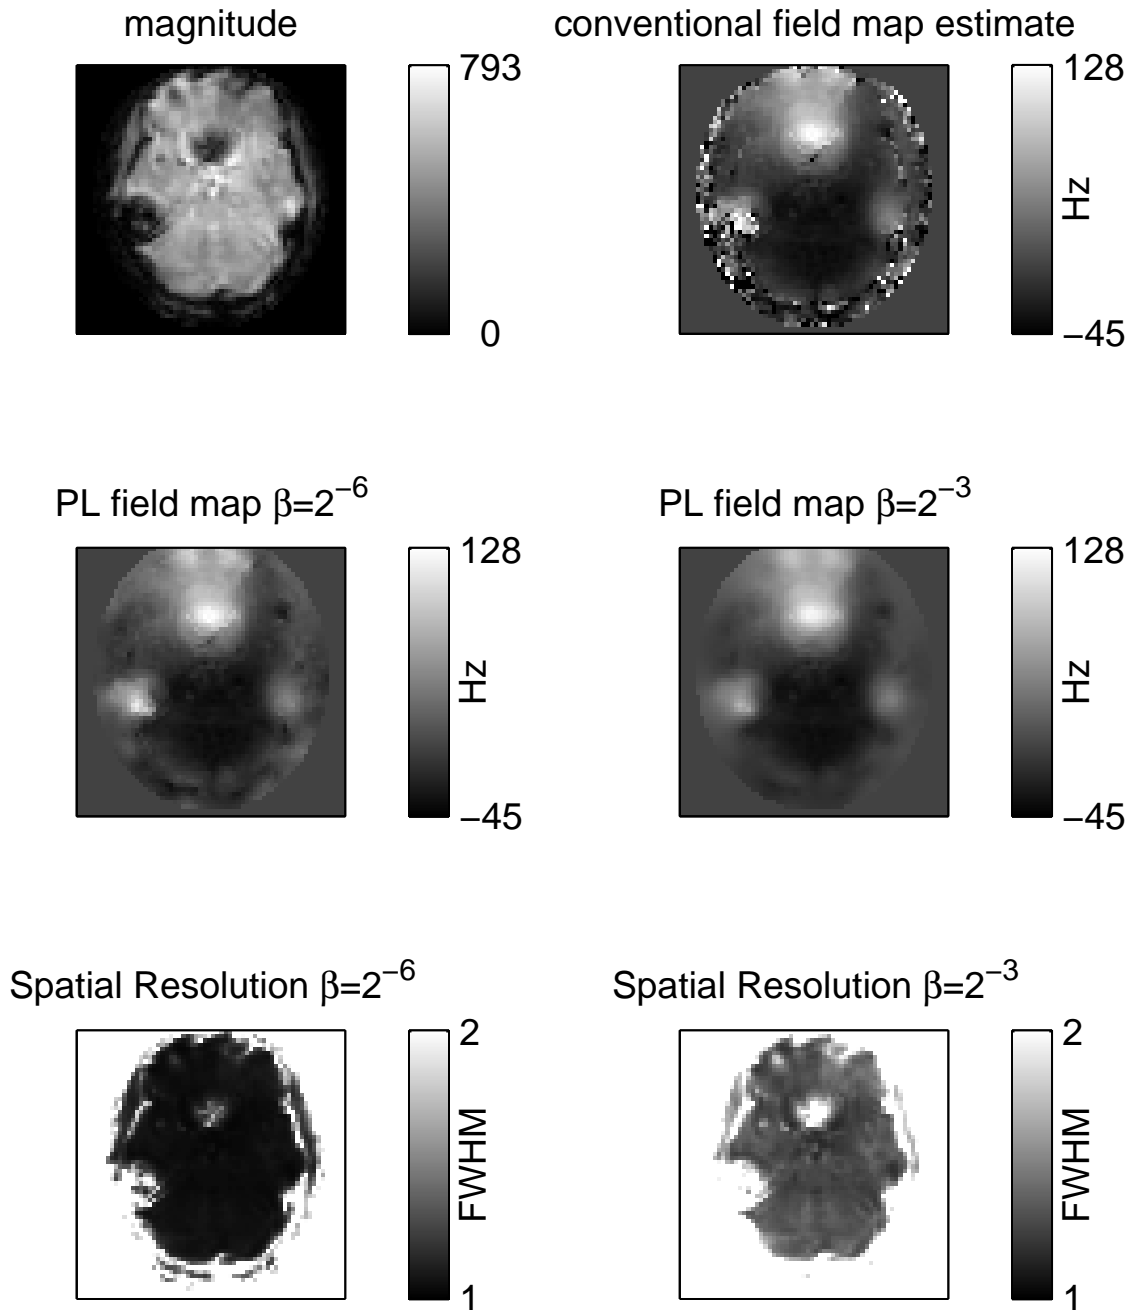 magnitude
conventional field map estimate
793
0
128
Hz
−45
PL field map β=2⁻⁶
PL field map β=2⁻³
128
Hz
−45
128
Hz
−45
Spatial Resolution β=2⁻⁶
Spatial Resolution β=2⁻³
2
FWHM
1
2
FWHM
1